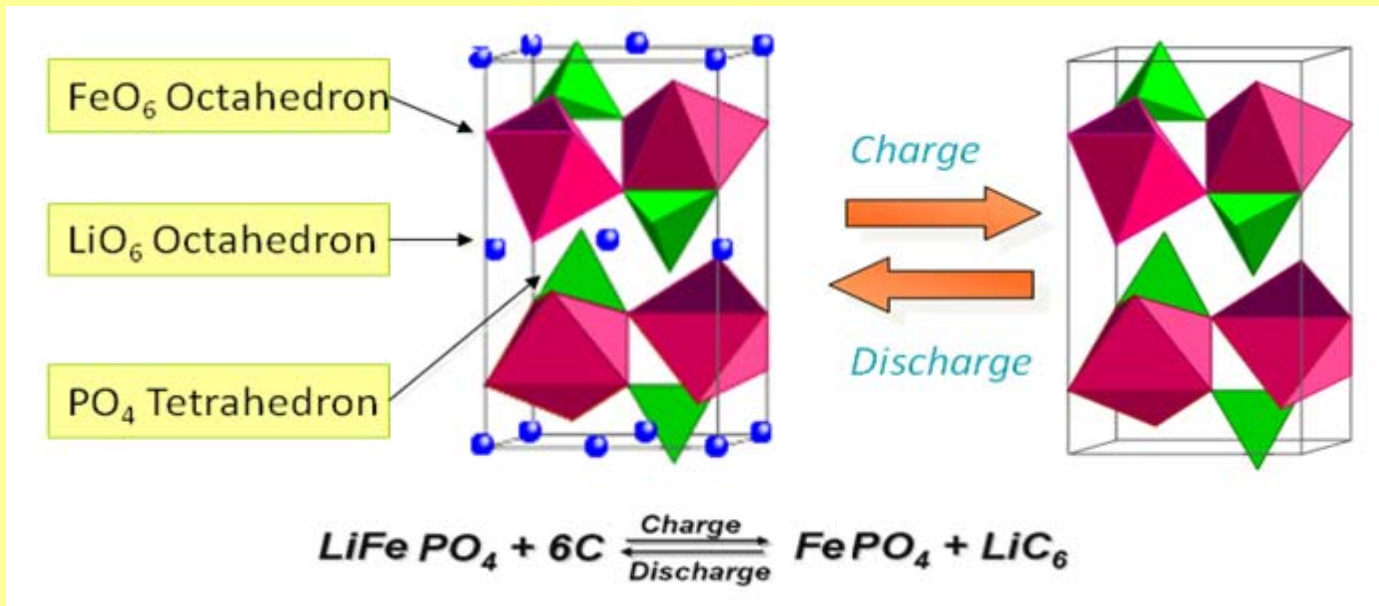 FeO₆ Octahedron
LiO₆ Octahedron
PO₄ Tetrahedron
Charge
Discharge
LiFe PO₄ + 6C Charge Discharge FePO₄ + LiC₆